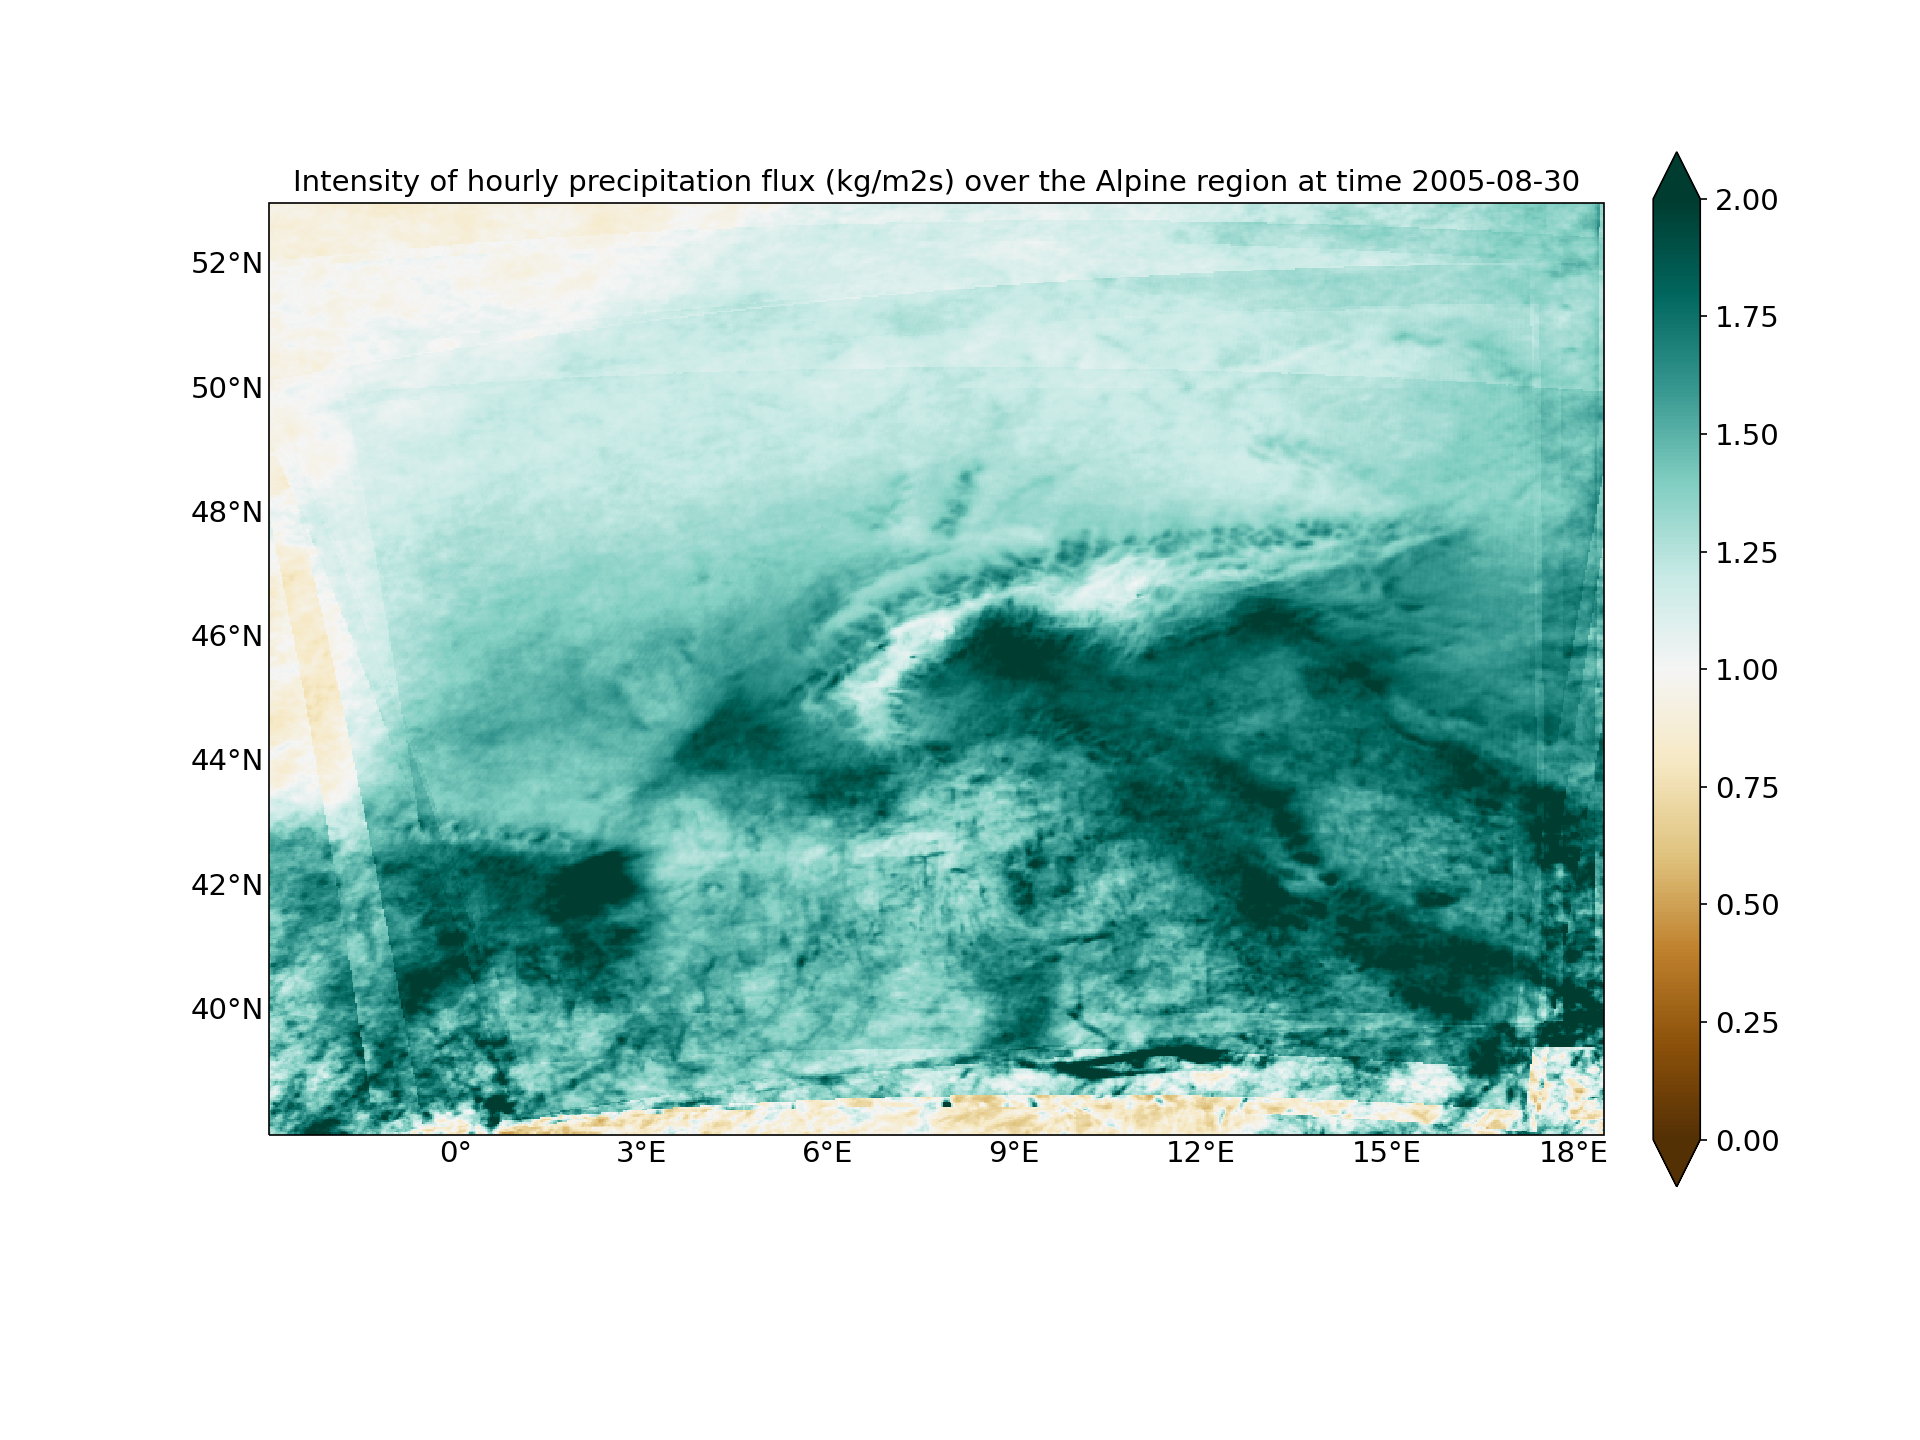 Intensity of hourly precipitation flux (kg/m2s) over the Alpine region at time 2005-08-30
2.00
52°N
1.75
50°N
1.50
48°N
1.25
46°N
1.00
44°N
0.75
42°N
0.50
40°N
0.25
0.00
0° 3°E 6°E 9°E 12°E 15°E 18°E